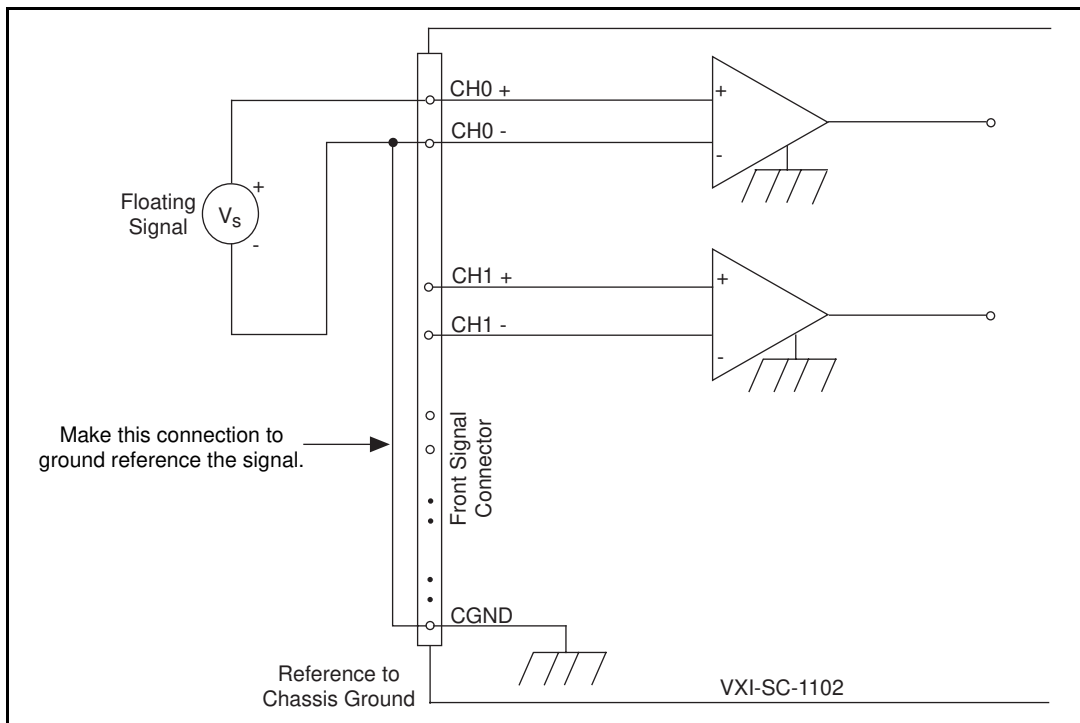 CH0 +
+
CH0 -
-
Floating
Signal
Vs
+
-
CH1 +
+
CH1 -
-
Make this connection to
ground reference the signal.
Front Signal
Connector
CGND
Reference to
Chassis Ground
VXI-SC-1102